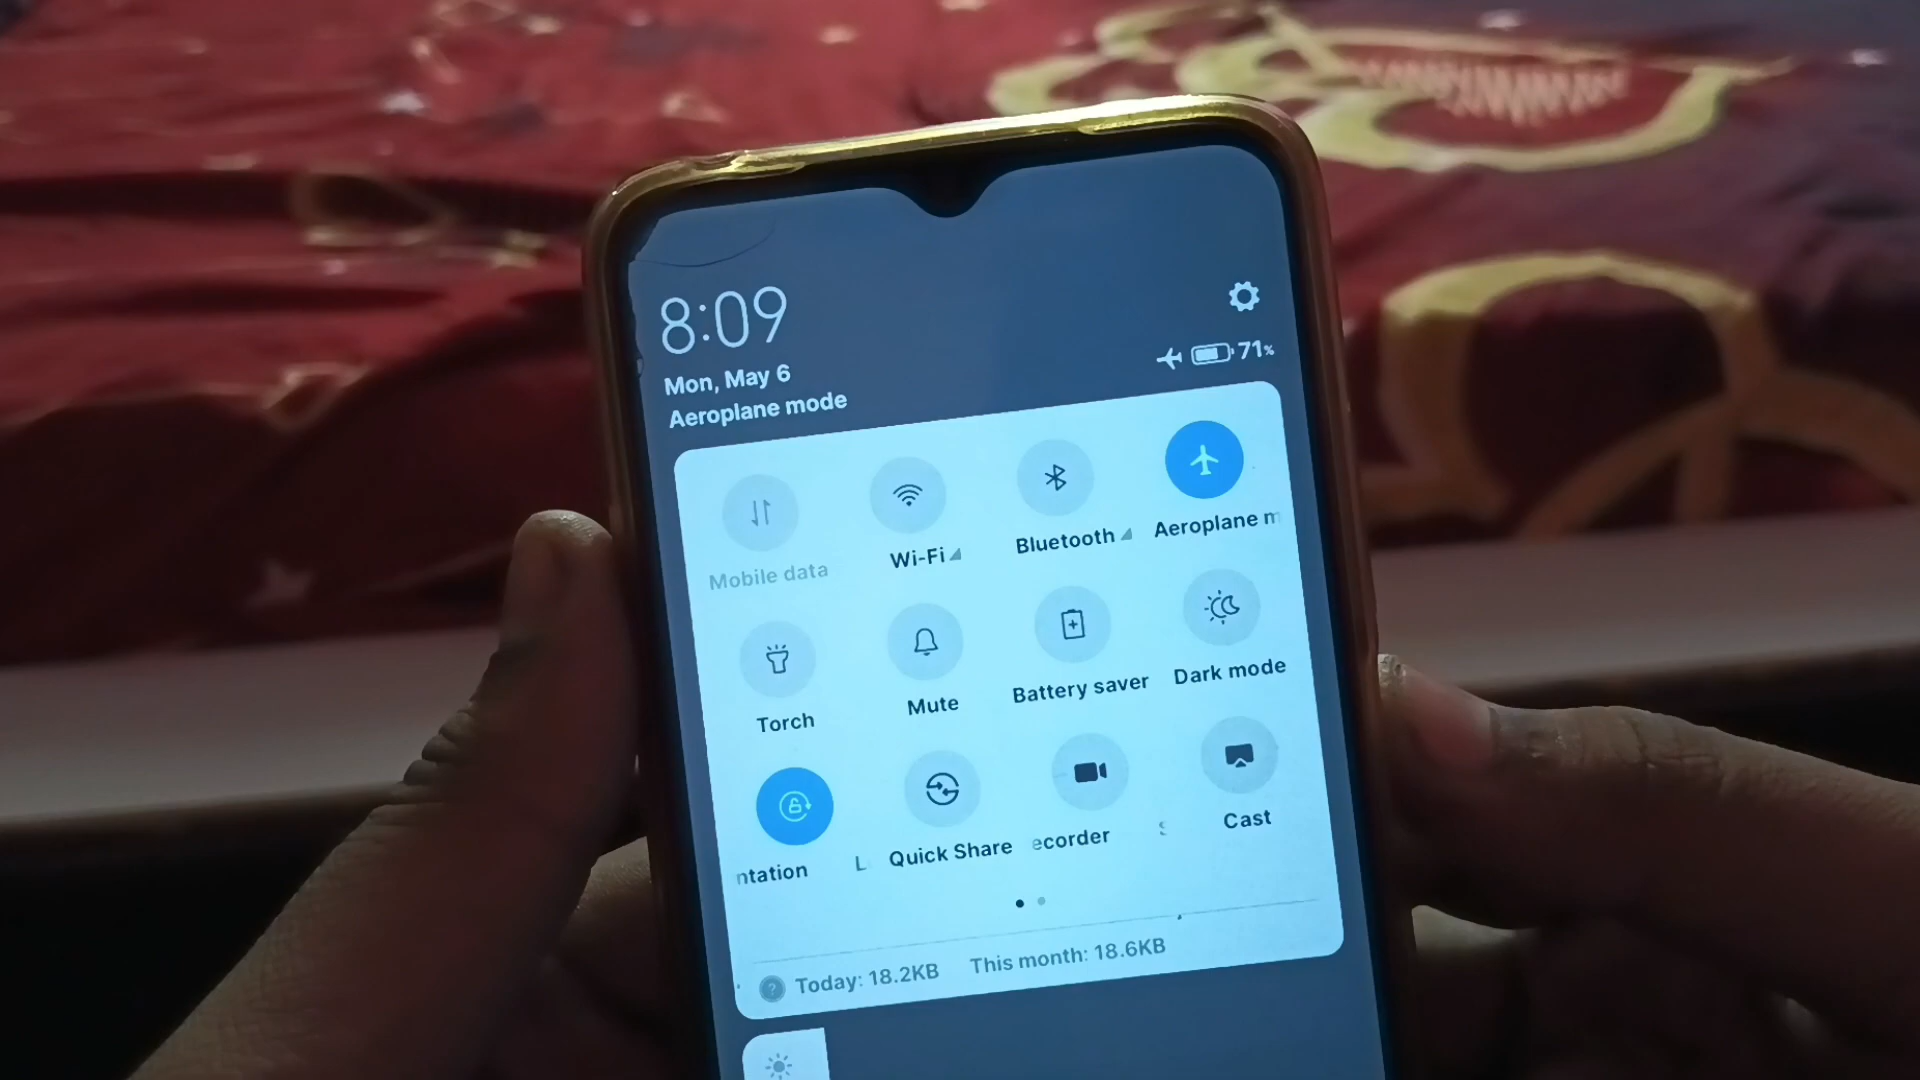 8:09
Mon, May 6
Aeroplane mode
71%
Mobile data
Wi-Fi
Bluetooth
Aeroplane m
Torch
Mute
Battery saver
Dark mode
ntation L
Quick Share
ecorder S
Cast
Today: 18.2KB This month: 18.6KB